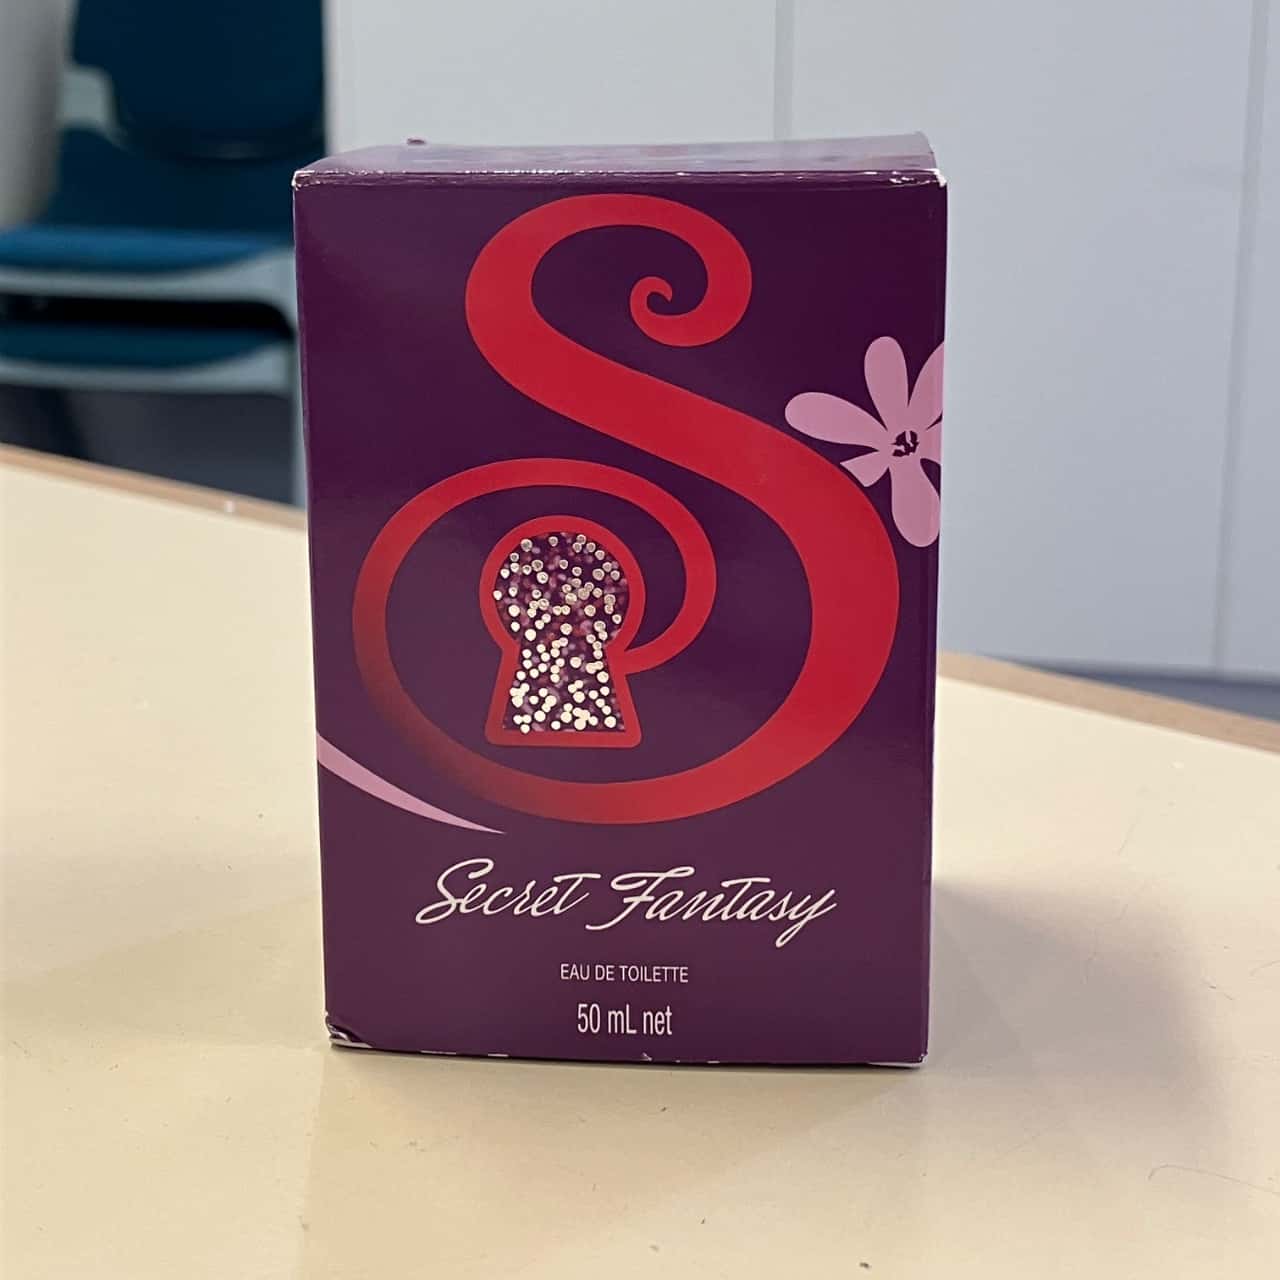 S
Secret Fantasy
EAU DE TOILETTE
50 mL net